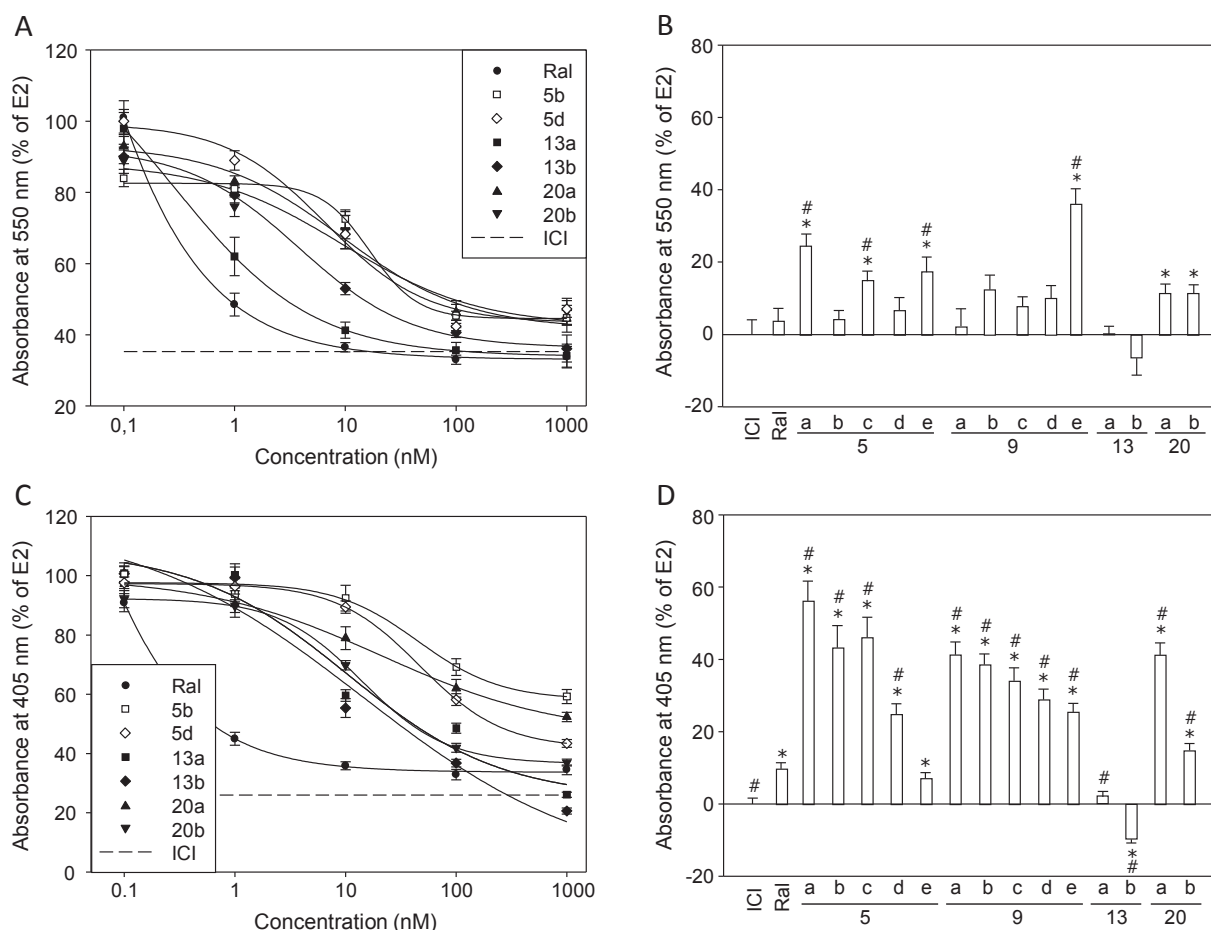 A
Absorbance at 550 nm (% of E2)
120
100
80
60
40
20
Ral
5b
5d
13a
13b
20a
20b
ICI
0,1 1 10 100 1000
Concentration (nM)
B
Absorbance at 550 nm (% of E2)
80
60
40
20
0
-20
# * # * # * # * * *
ICI Ral a b c d e a b c d e a b a b
5 9 13 20
C
Absorbance at 405 nm (% of E2)
120
100
80
60
40
20
0
Ral
5b
5d
13a
13b
20a
20b
ICI
0.1 1 10 100 1000
Concentration (nM)
D
Absorbance at 405 nm (% of E2)
80
60
40
20
0
-20
# * # * # * # * # * * # * # * # * # * # * # * # # * # *
ICI Ral a b c d e a b c d e a b a b
5 9 13 20